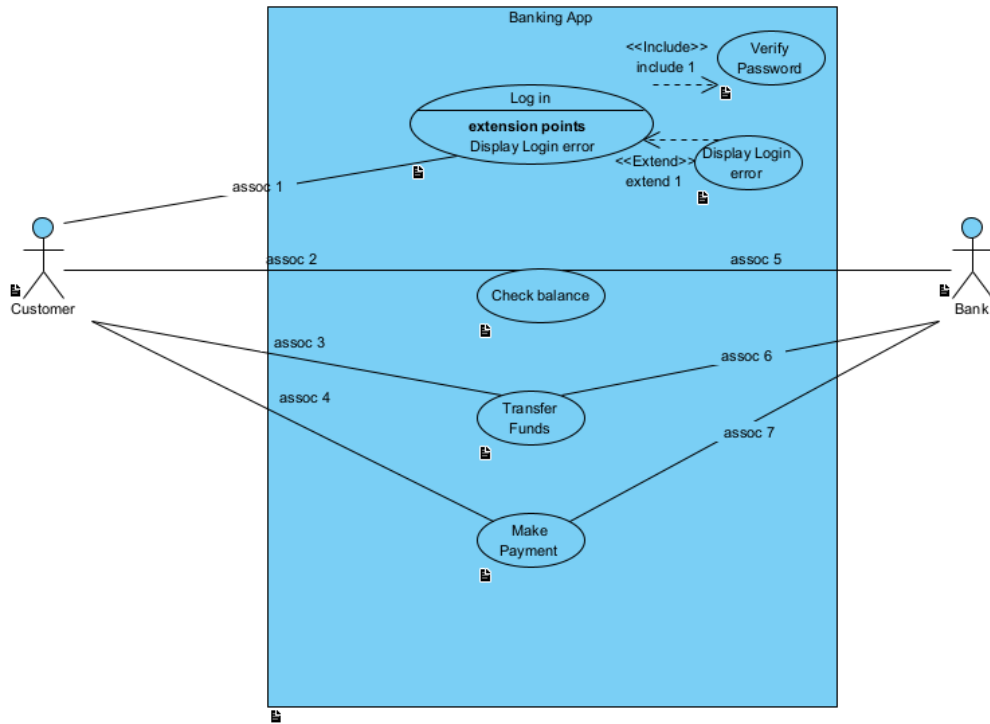 Banking App
<<Include>>
include 1
Verify
Password
Log in
extension points
Display Login error
<<Extend>>
extend 1
Display Login
error
assoc 1
assoc 2
assoc 5
Check balance
Customer
Bank
assoc 3
assoc 6
assoc 4
Transfer
Funds
assoc 7
Make
Payment